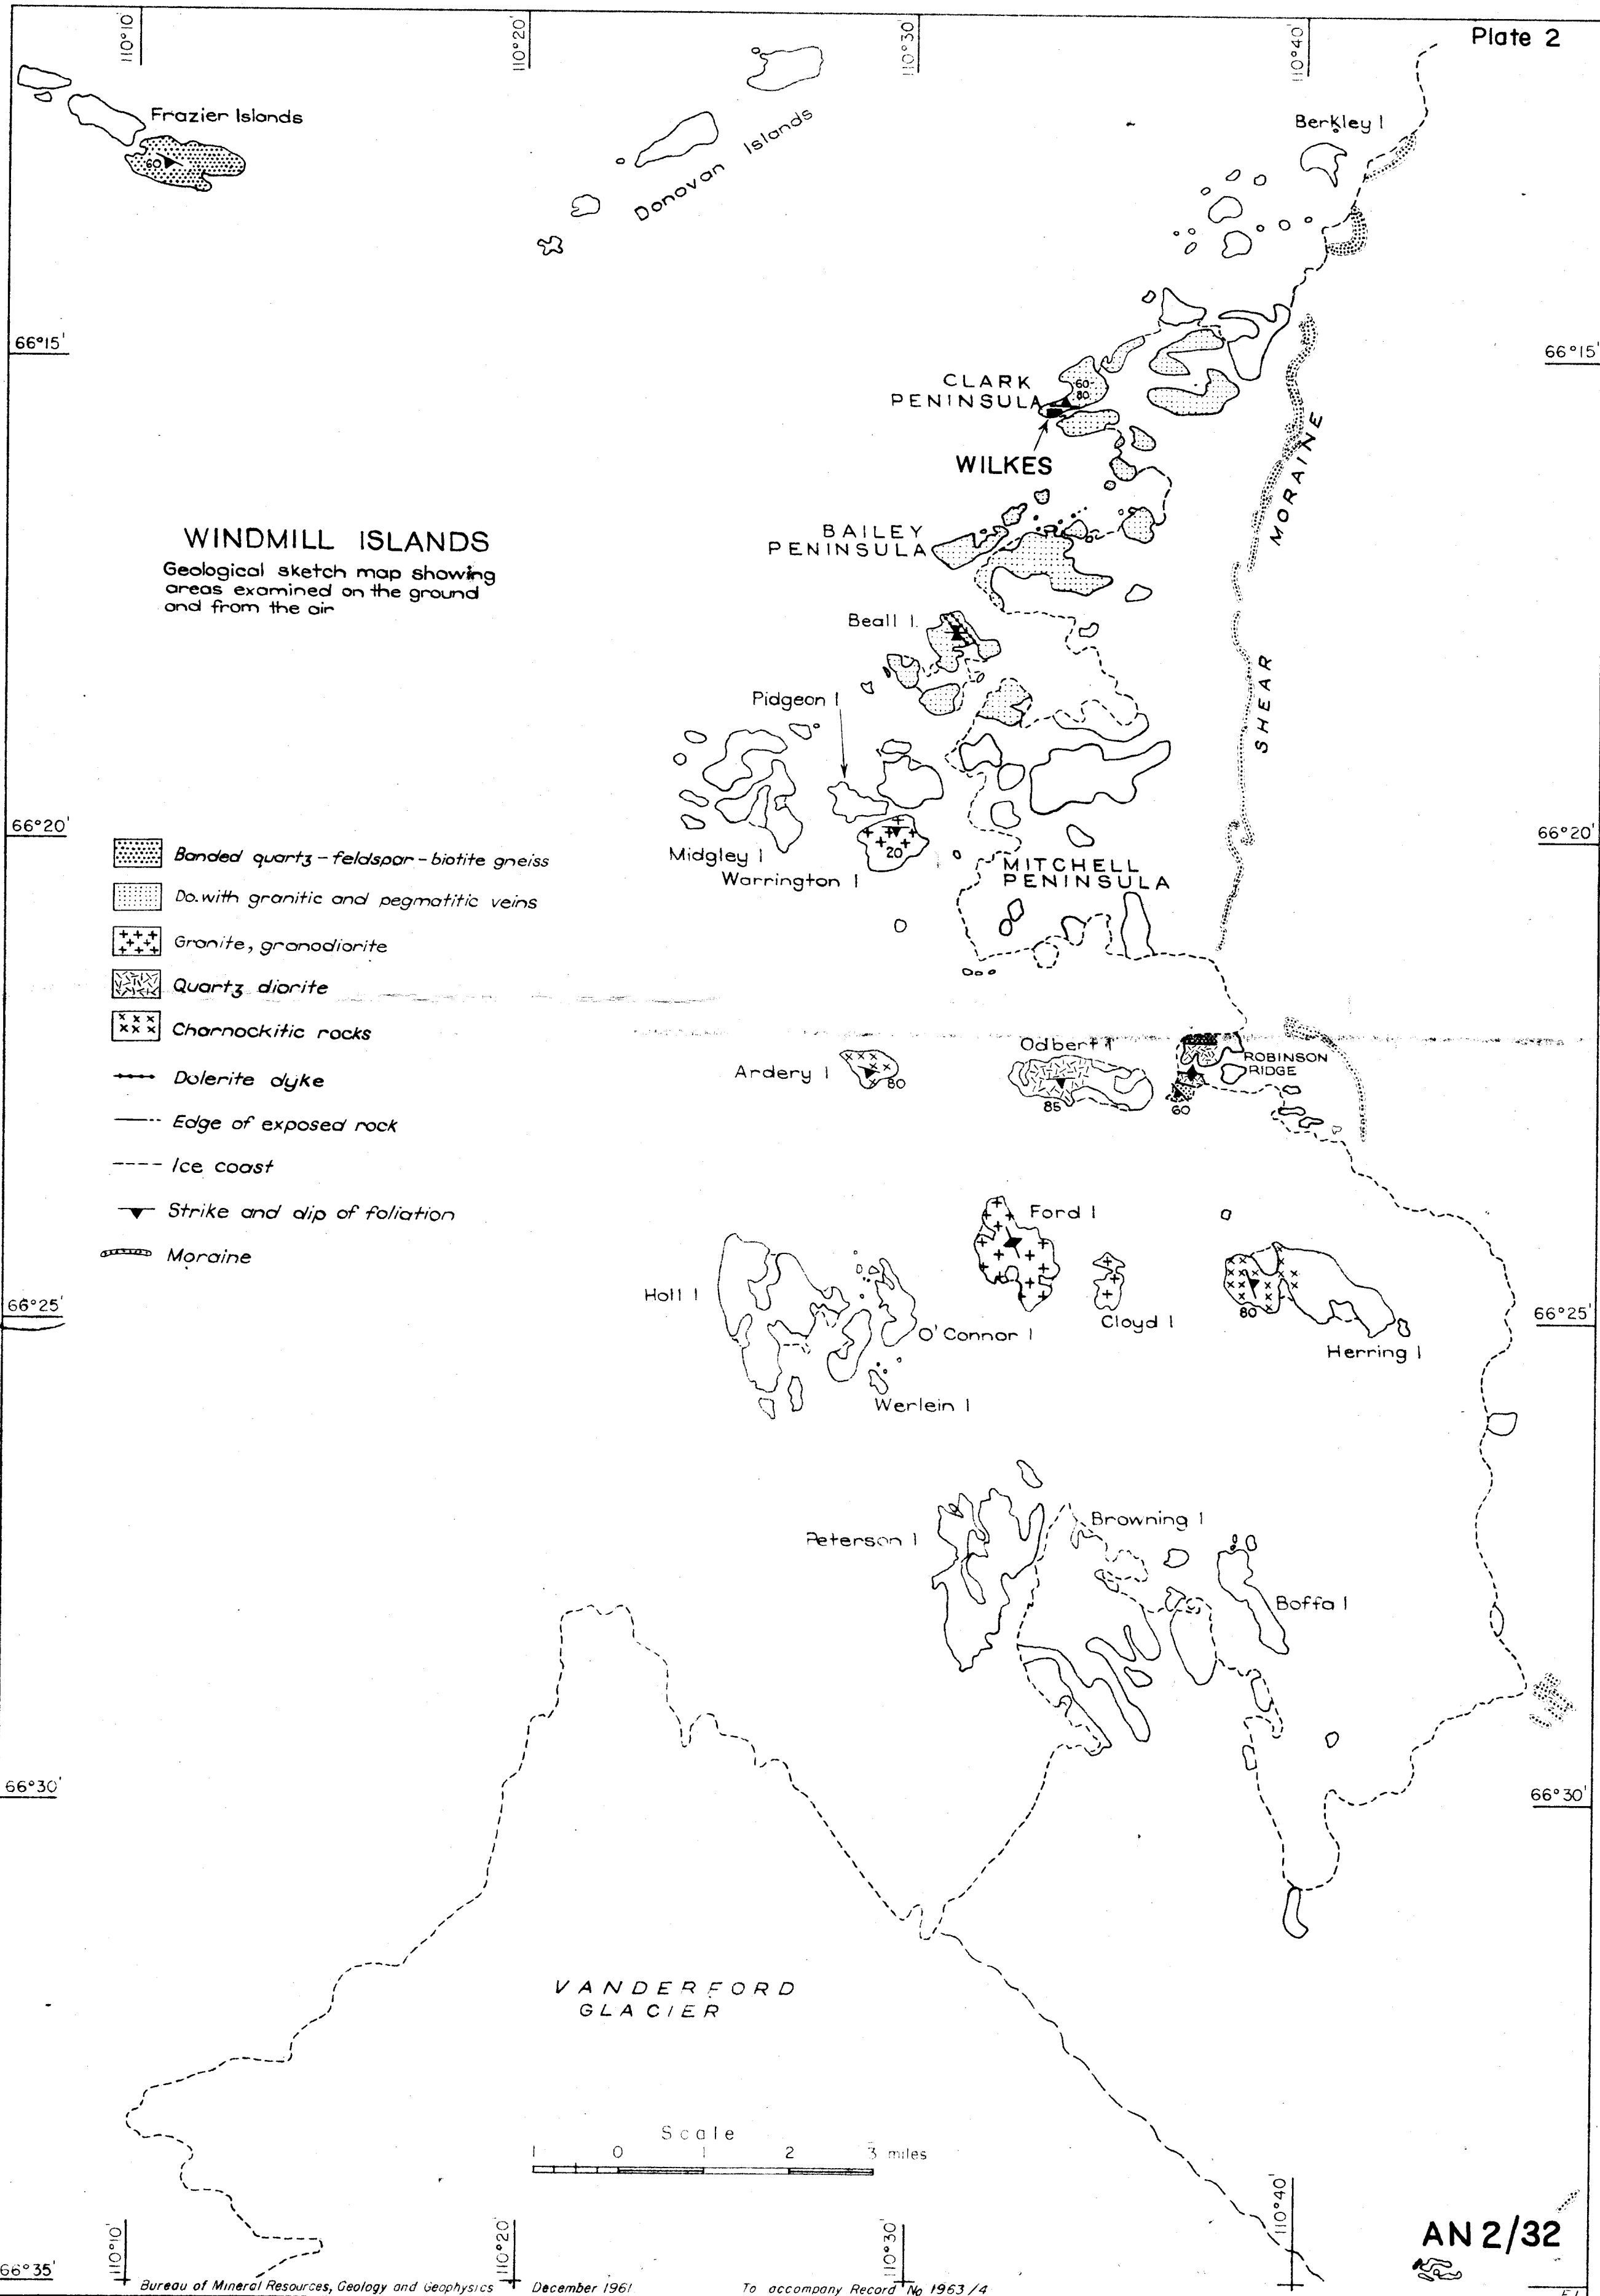 Plate 2
110°10'
110°20'
110°30'
110°40'
Frazier Islands
60
Donovan Islands
Berkley I
66°15'
66°15'
CLARK
PENINSULA
60-
80
WILKES
MORAINE
SHEAR
WINDMILL ISLANDS
Geological sketch map showing
areas examined on the ground
and from the air
BAILEY
PENINSULA
Beall I.
Pidgeon I
66°20'
66°20'
Midgley I
Warrington I
20
MITCHELL
PENINSULA
Banded quartz-feldspar-biotite gneiss
Do. with granitic and pegmatitic veins
Granite, granodiorite
Quartz diorite
Charnockitic rocks
Dolerite dyke
Edge of exposed rock
Ice coast
Strike and dip of foliation
Moraine
Ardery I
80
Odbert I
85
ROBINSON
RIDGE
60
Ford I
Holl I
O'Connor I
Cloyd I
80
Herring I
Werlein I
66°25'
66°25'
Peterson I
Browning I
Boffa I
66°30'
66°30'
VANDERFORD
GLACIER
Scale
1 0 1 2 3 miles
110°10'
110°20'
110°30'
110°40'
AN 2/32
66°35'
Bureau of Mineral Resources, Geology and Geophysics December 1961 To accompany Record No 1963/4